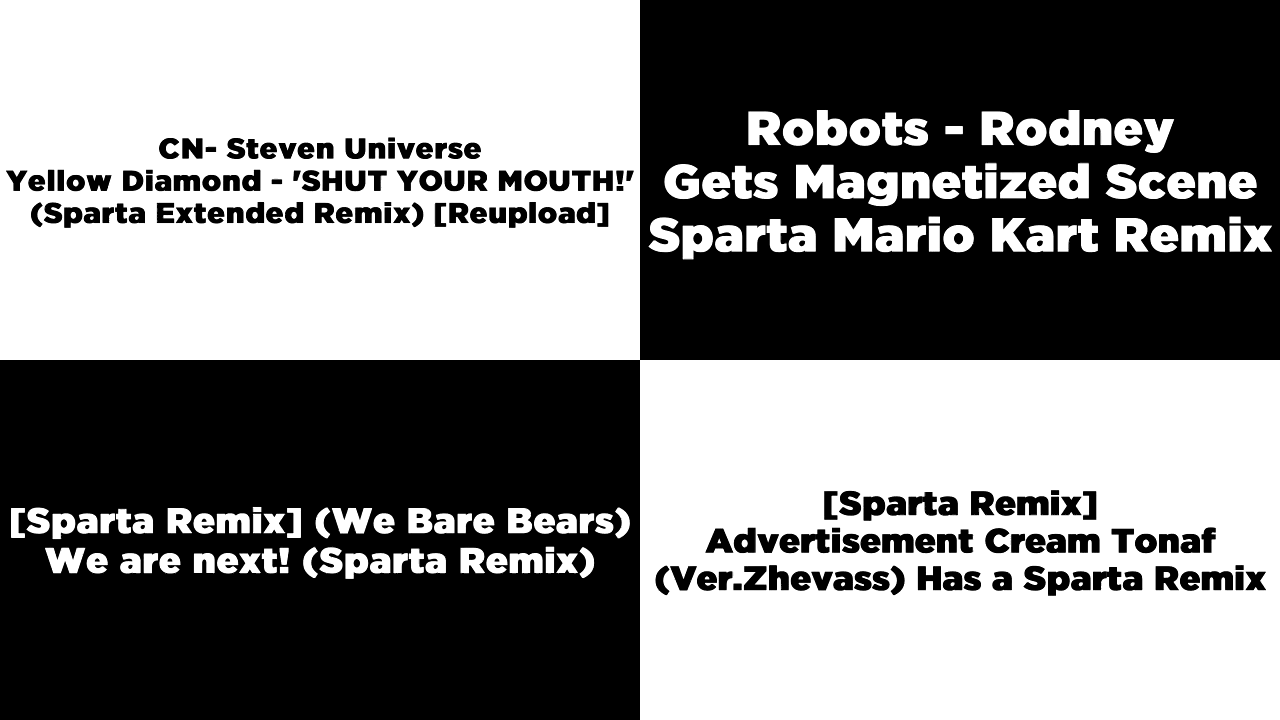 CN- Steven Universe
Yellow Diamond - 'SHUT YOUR MOUTH!'
(Sparta Extended Remix) [Reupload]
Robots - Rodney
Gets Magnetized Scene
Sparta Mario Kart Remix
[Sparta Remix] (We Bare Bears)
We are next! (Sparta Remix)
[Sparta Remix]
Advertisement Cream Tonaf
(Ver.Zhevass) Has a Sparta Remix